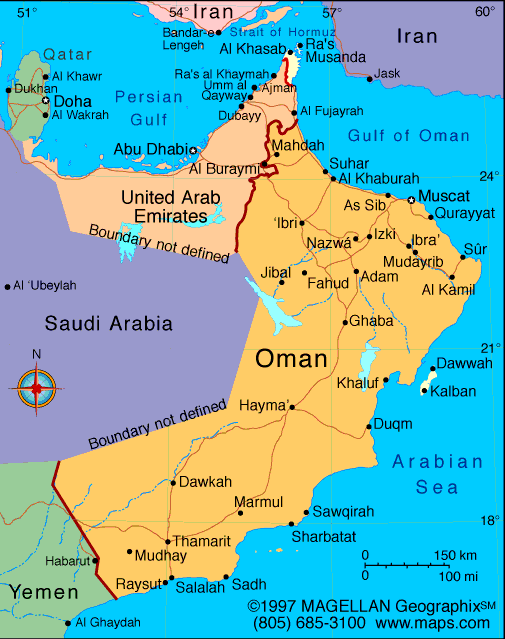 51°
54°
57°
60°
Iran
Bandar-e
Lengeh
Strait of Hormuz
Al Khasab
Ra's
Musanda
Iran
Qatar
Al Khawr
Dukhan
Doha
Al Wakrah
Persian
Gulf
Ra's al Khaymah
Umm al
Qayway
Ajman
Dubayy
Jask
Al Fujayrah
Gulf of Oman
Abu Dhabi
Mahdah
Al Buraymi
Suhar
24°
Al Khaburah
United Arab
Emirates
As Sib
Muscat
Qurayyat
Boundary not defined
'Ibri
Nazwá
Izki
Ibra'
Mudayrib
Sûr
Al 'Ubeylah
Jibal
Fahud
Adam
Al Kamil
Saudi Arabia
Ghaba
21°
N
Oman
Dawwah
Khaluf
Kalban
Boundary not defined
Hayma'
Duqm
Arabian
Sea
Dawkah
Marmul
Sawqirah
18°
Sharbatat
Thamarit
Habarut
Mudhay
0
150 km
0
100 mi
Yemen
Raysut
Salalah
Sadh
Al Ghaydah
©1997 MAGELLAN GeographixSM
(805) 685-3100 www.maps.com